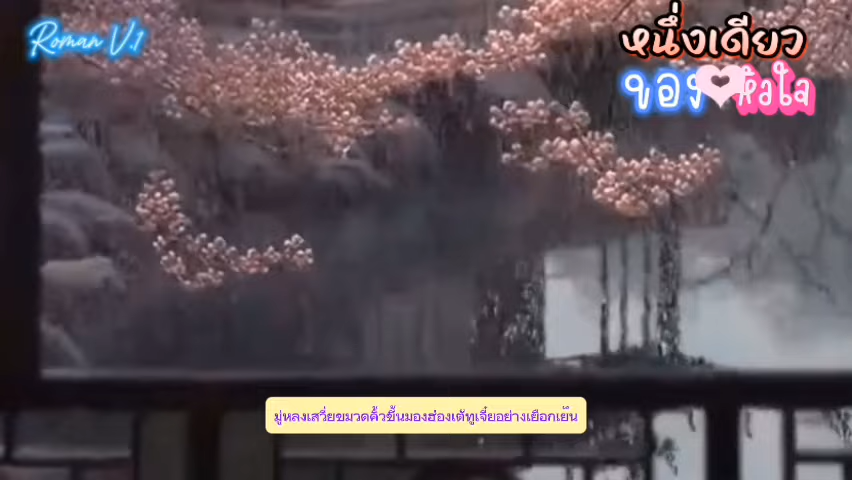 Roman V.1
หนึ่งเดียว
ของหัวใจ
มู่หลงเสวี่ยขมวดคิ้วขึ้นมองฮ่องเต้ทูเจี๋ยอย่างเยือกเย็น